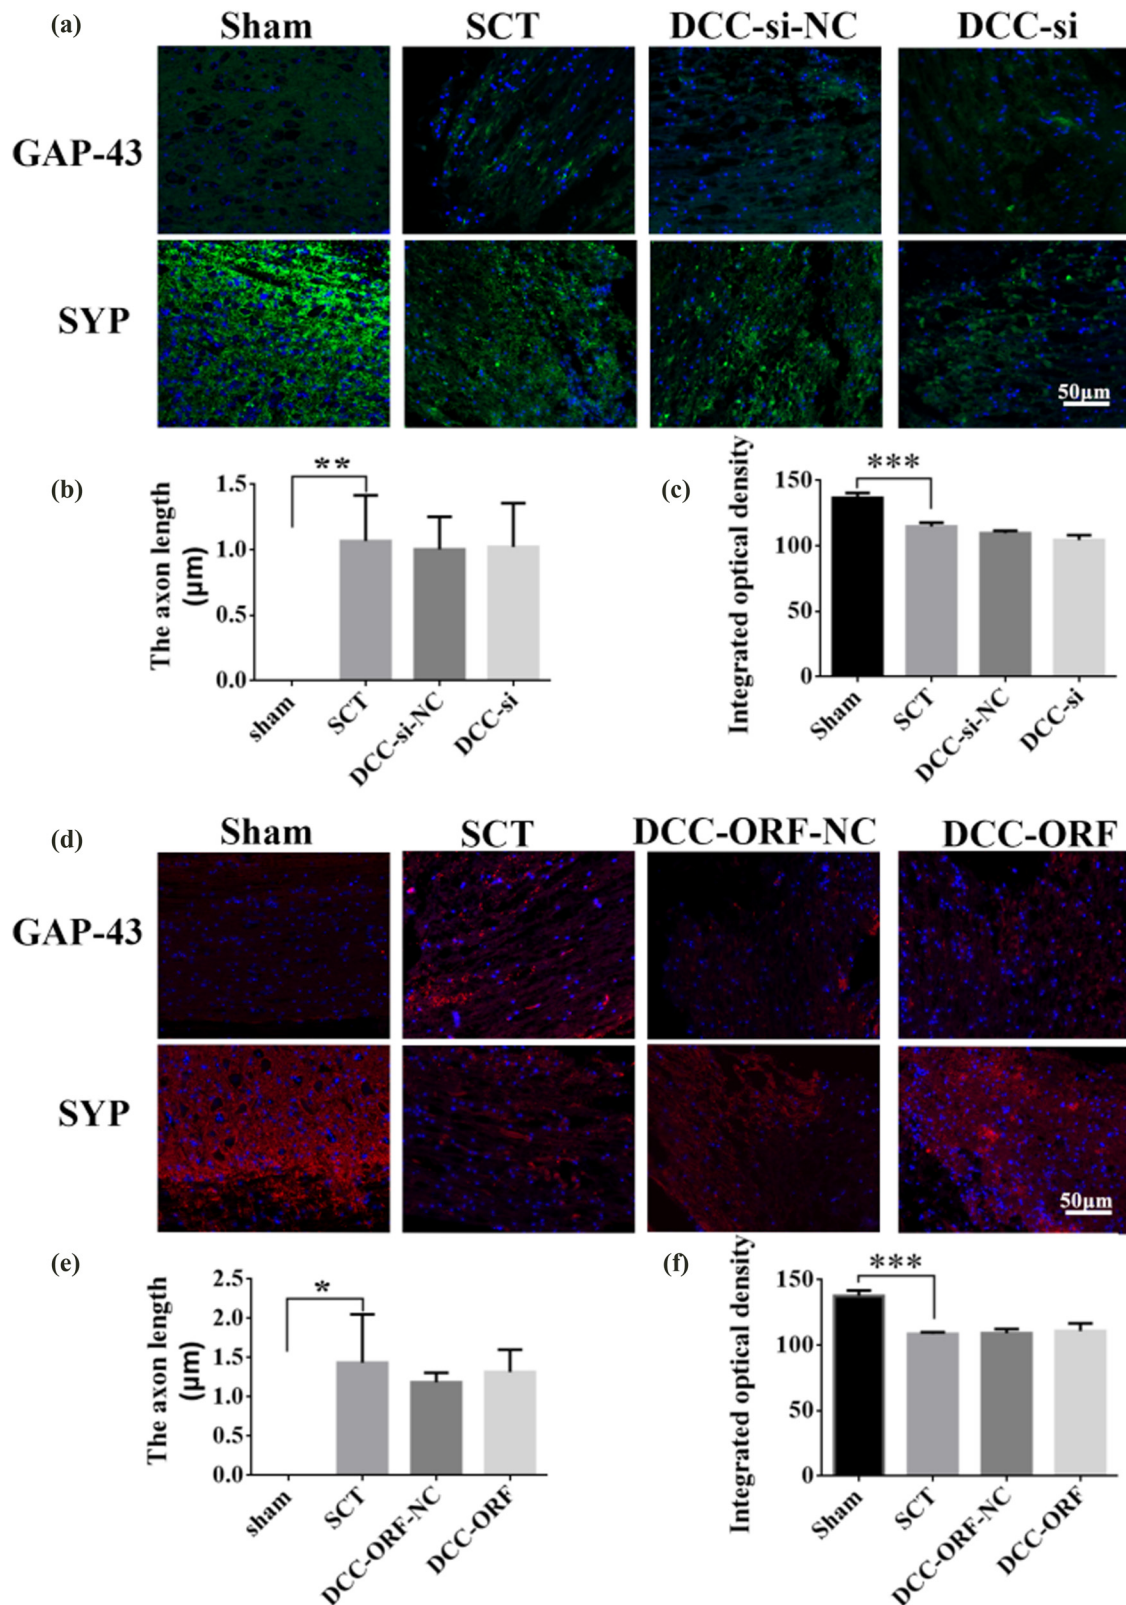 (a)
Sham SCT DCC-si-NC DCC-si
GAP-43
SYP
50μm
(b)
The axon length
(μm)
1.5
1.0
0.5
0.0
**
sham SCT DCC-si-NC DCC-si
(c)
Integrated optical density
150
100
50
0
***
Sham SCT DCC-si-NC DCC-si
(d)
Sham SCT DCC-ORF-NC DCC-ORF
GAP-43
SYP
50μm
(e)
The axon length
(μm)
2.5
2.0
1.5
1.0
0.5
0.0
*
sham SCT DCC-ORF-NC DCC-ORF
(f)
Integrated optical density
150
100
50
0
***
Sham SCT DCC-ORF-NC DCC-ORF